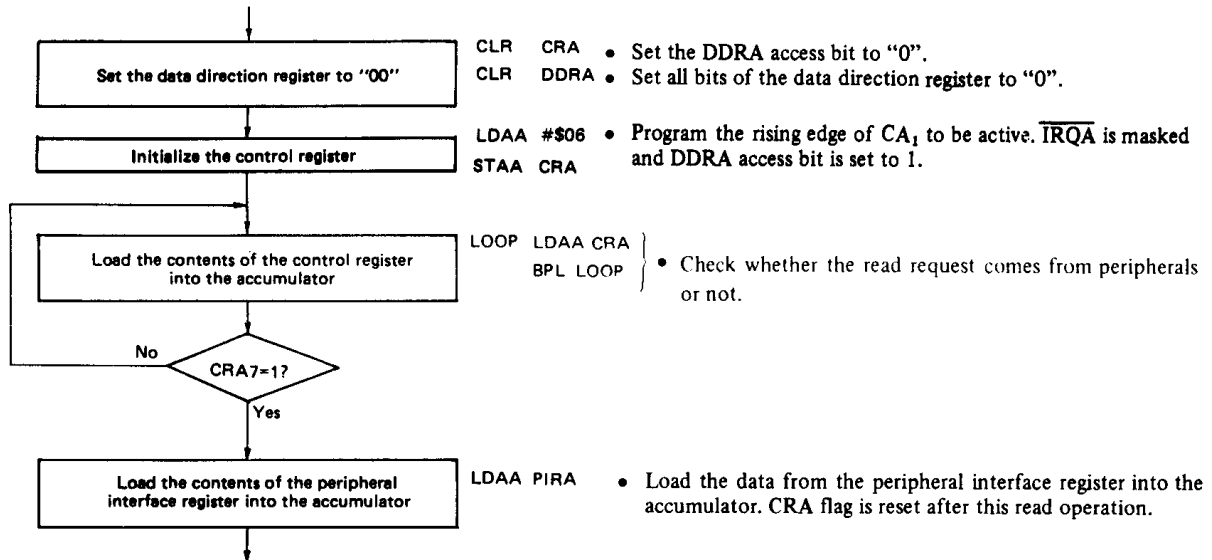 Set the data direction register to "00"
CLR CRA • Set the DDRA access bit to “0”.
CLR DDRA • Set all bits of the data direction register to “0”.
Initialize the control register
LDAA #$06 • Program the rising edge of CA₁ to be active. IRQA is masked
STAA CRA and DDRA access bit is set to 1.
Load the contents of the control register
into the accumulator
LOOP LDAA CRA
BPL LOOP
• Check whether the read request comes from peripherals
or not.
No
CRA7=1?
Yes
Load the contents of the peripheral
interface register into the accumulator
LDAA PIRA • Load the data from the peripheral interface register into the
accumulator. CRA flag is reset after this read operation.